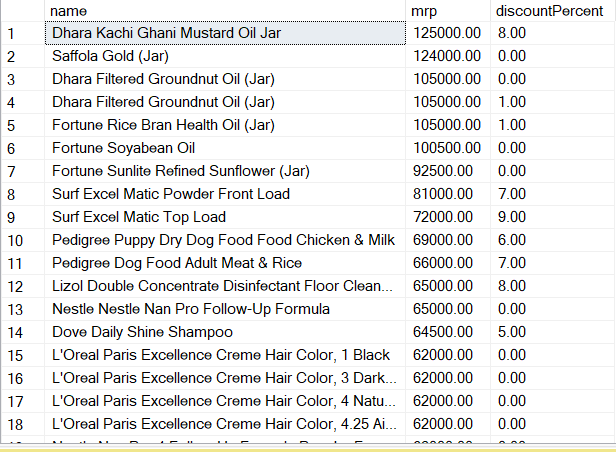 name mrp discountPercent
1 Dhara Kachi Ghani Mustard Oil Jar 125000.00 8.00
2 Saffola Gold (Jar) 124000.00 0.00
3 Dhara Filtered Groundnut Oil (Jar) 105000.00 0.00
4 Dhara Filtered Groundnut Oil (Jar) 105000.00 1.00
5 Fortune Rice Bran Health Oil (Jar) 105000.00 1.00
6 Fortune Soyabean Oil 100500.00 0.00
7 Fortune Sunlite Refined Sunflower (Jar) 92500.00 0.00
8 Surf Excel Matic Powder Front Load 81000.00 7.00
9 Surf Excel Matic Top Load 72000.00 9.00
10 Pedigree Puppy Dry Dog Food Food Chicken & Milk 69000.00 6.00
11 Pedigree Dog Food Adult Meat & Rice 66000.00 7.00
12 Lizol Double Concentrate Disinfectant Floor Clean... 65000.00 8.00
13 Nestle Nestle Nan Pro Follow-Up Formula 65000.00 0.00
14 Dove Daily Shine Shampoo 64500.00 5.00
15 L'Oreal Paris Excellence Creme Hair Color, 1 Black 62000.00 0.00
16 L'Oreal Paris Excellence Creme Hair Color, 3 Dark... 62000.00 0.00
17 L'Oreal Paris Excellence Creme Hair Color, 4 Natu... 62000.00 0.00
18 L'Oreal Paris Excellence Creme Hair Color, 4.25 Ai... 62000.00 0.00